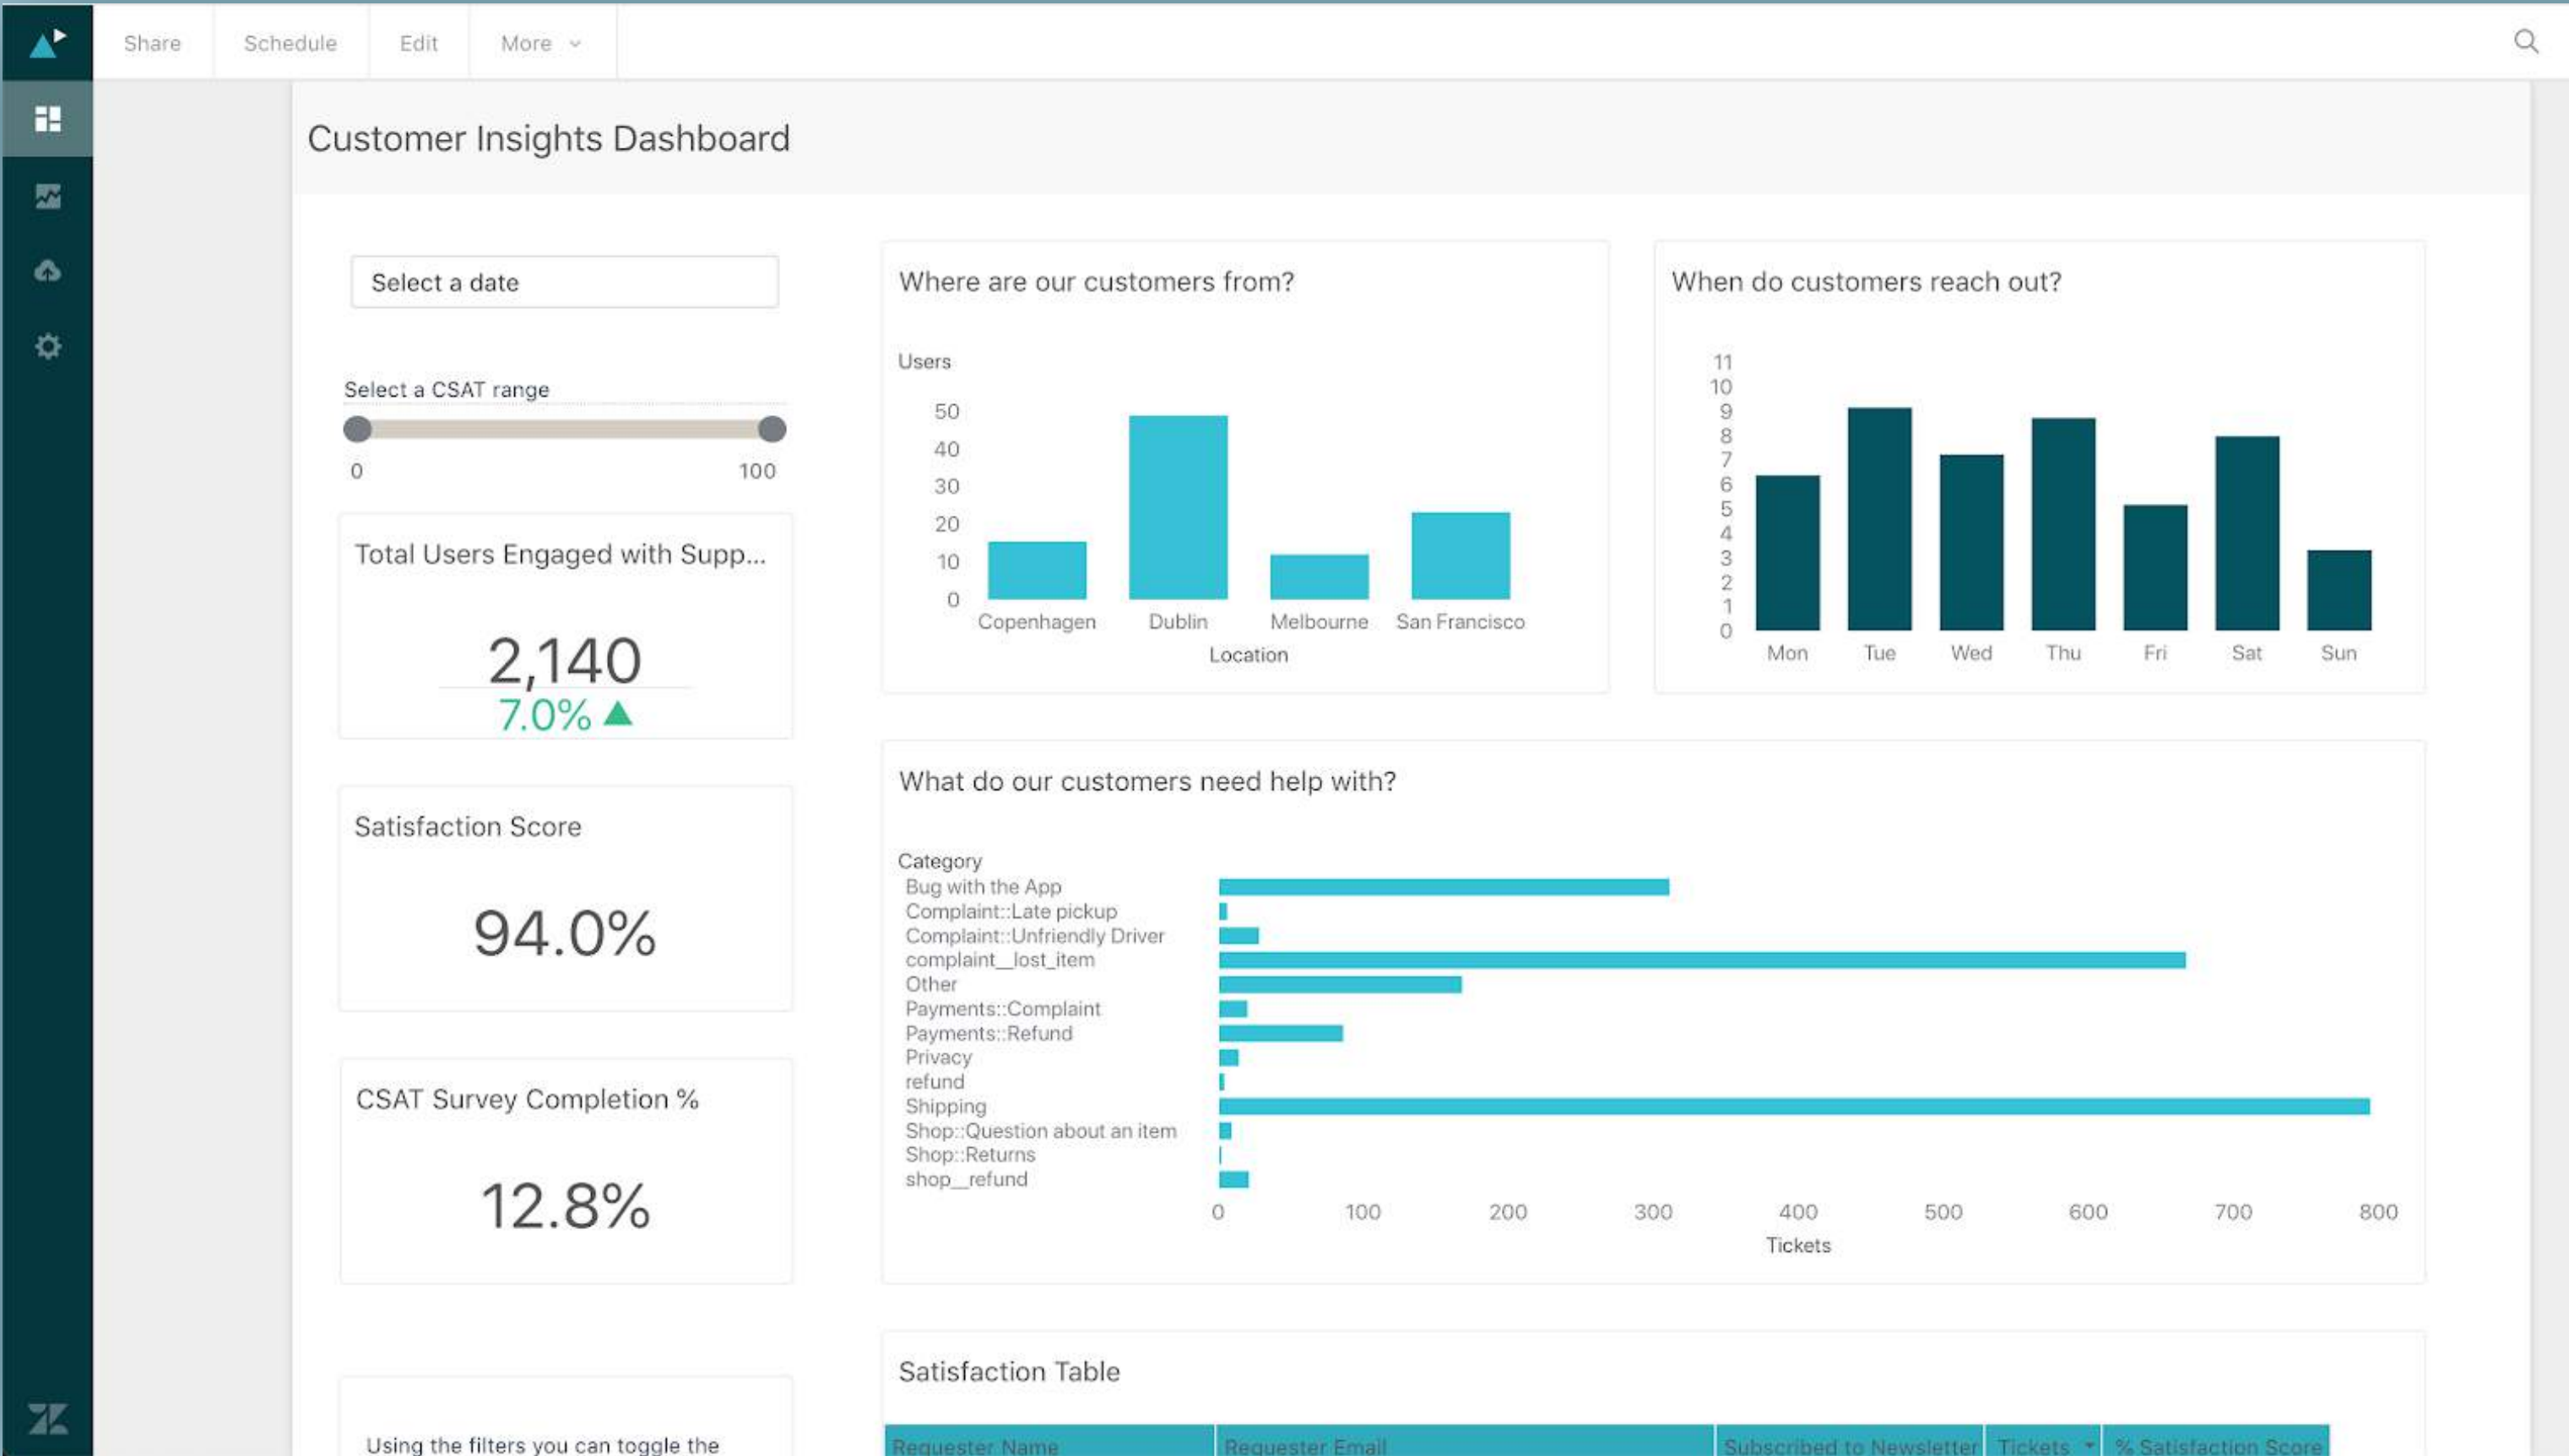 Share Schedule Edit More
Customer Insights Dashboard
Select a date
Select a CSAT range
0 100
Total Users Engaged with Supp...
2,140
7.0%
Satisfaction Score
94.0%
CSAT Survey Completion %
12.8%
Using the filters you can toggle the
Where are our customers from?
Users
50
40
30
20
10
0
Copenhagen Dublin Melbourne San Francisco
Location
When do customers reach out?
11
10
9
8
7
6
5
4
3
2
1
0
Mon Tue Wed Thu Fri Sat Sun
What do our customers need help with?
Category
Bug with the App
Complaint::Late pickup
Complaint::Unfriendly Driver
complaint__lost_item
Other
Payments::Complaint
Payments::Refund
Privacy
refund
Shipping
Shop::Question about an item
Shop::Returns
shop__refund
0 100 200 300 400 500 600 700 800
Tickets
Satisfaction Table
Requester Name Requester Email Subscribed to Newsletter Tickets % Satisfaction Score